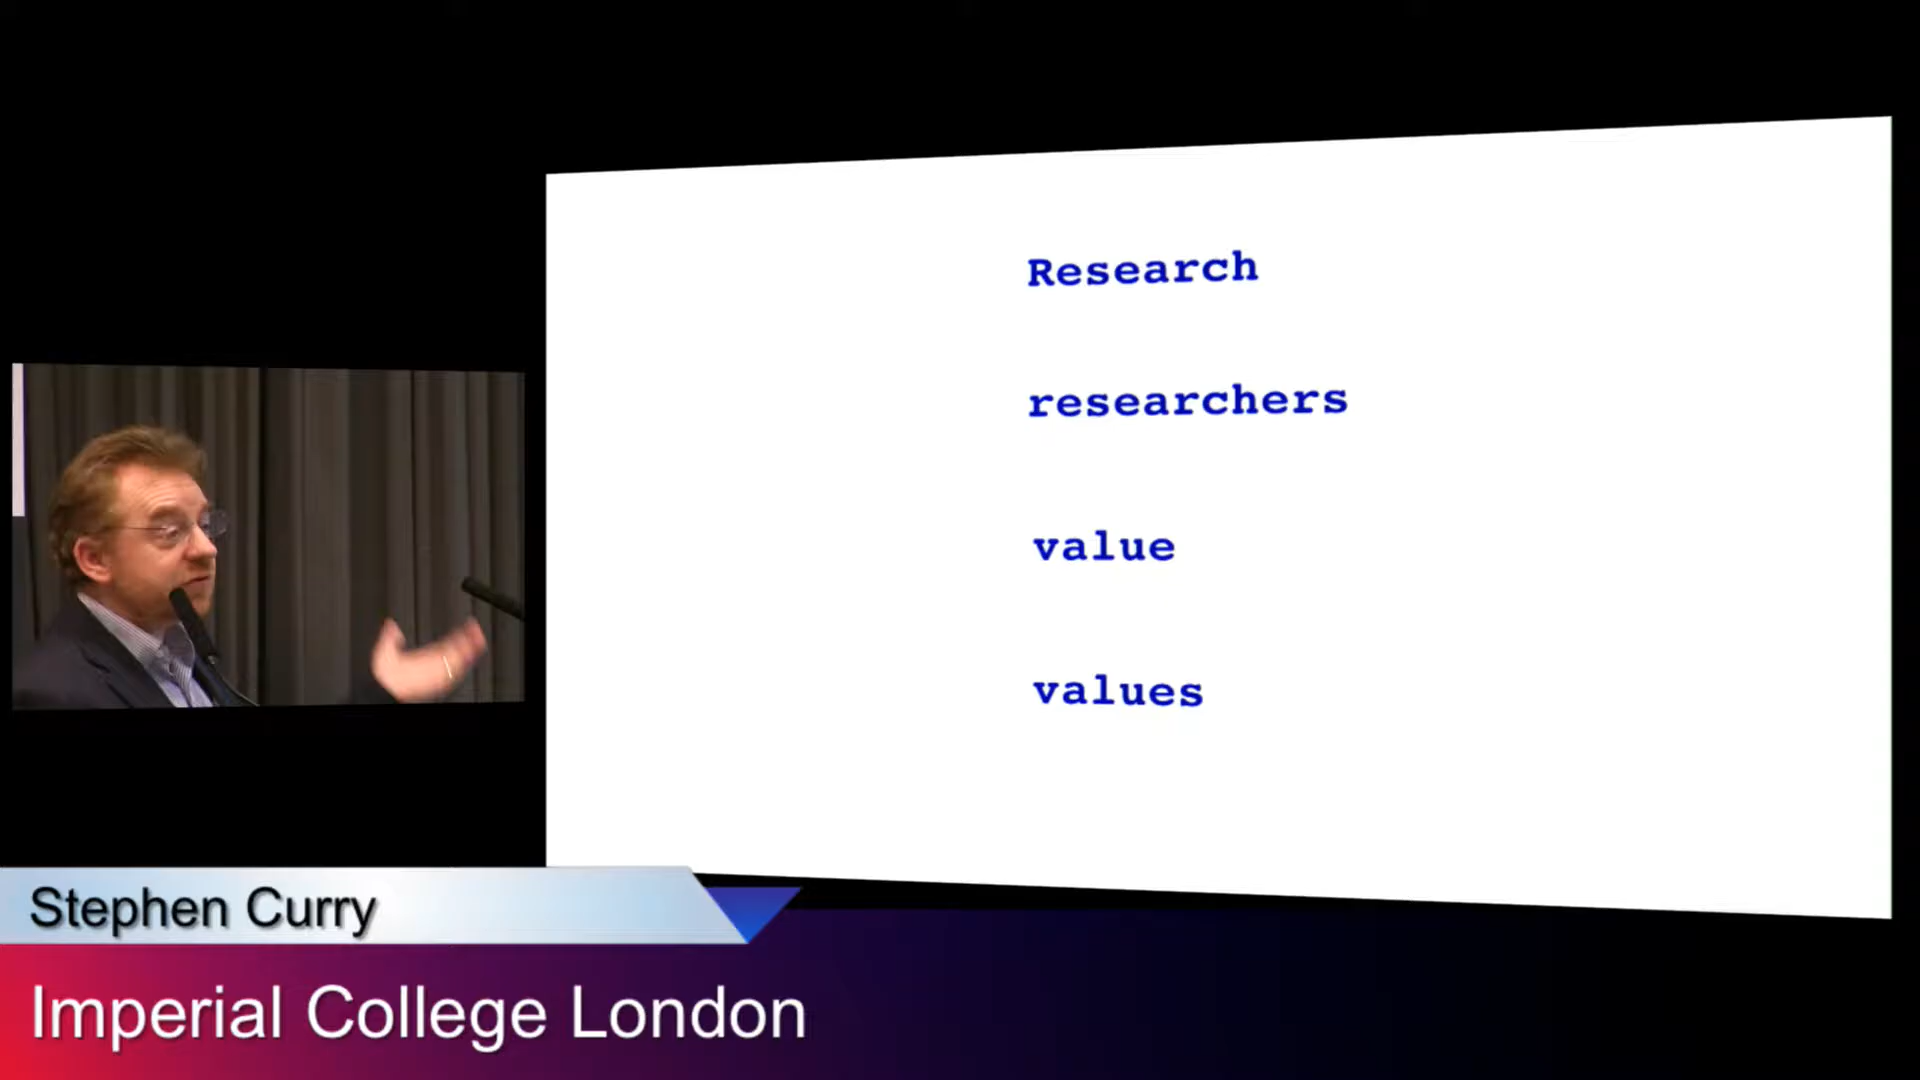 Research
researchers
value
values
Stephen Curry
Imperial College London